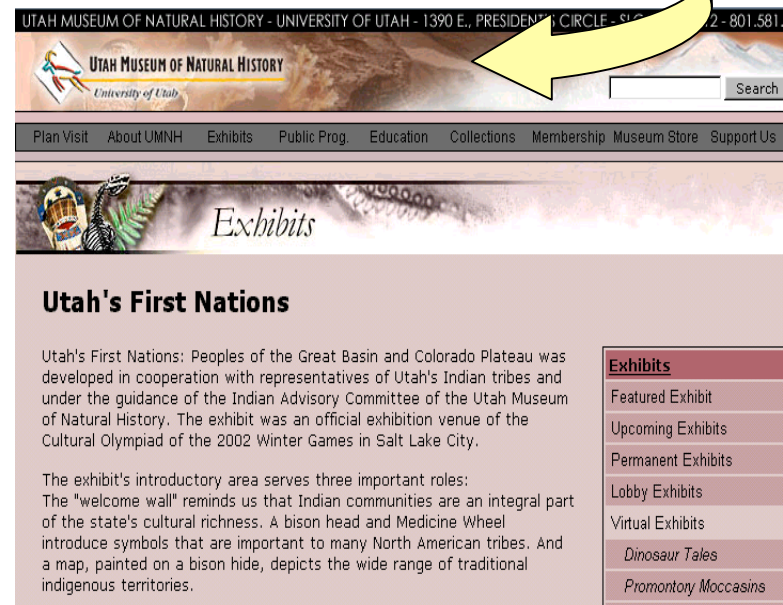 UTAH MUSEUM OF NATURAL HISTORY - UNIVERSITY OF UTAH - 1390 E., PRESIDENT'S CIRCLE - 2 - 801.581.
UTAH MUSEUM OF NATURAL HISTORY
University of Utah
Search
Plan Visit About UMNH Exhibits Public Prog. Education Collections Membership Museum Store Support Us
Exhibits
Utah's First Nations
Utah's First Nations: Peoples of the Great Basin and Colorado Plateau was
developed in cooperation with representatives of Utah's Indian tribes and
under the guidance of the Indian Advisory Committee of the Utah Museum
of Natural History. The exhibit was an official exhibition venue of the
Cultural Olympiad of the 2002 Winter Games in Salt Lake City.
The exhibit's introductory area serves three important roles:
The "welcome wall" reminds us that Indian communities are an integral part
of the state's cultural richness. A bison head and Medicine Wheel
introduce symbols that are important to many North American tribes. And
a map, painted on a bison hide, depicts the wide range of traditional
indigenous territories.
Exhibits
Featured Exhibit
Upcoming Exhibits
Permanent Exhibits
Lobby Exhibits
Virtual Exhibits
Dinosaur Tales
Promontory Moccasins